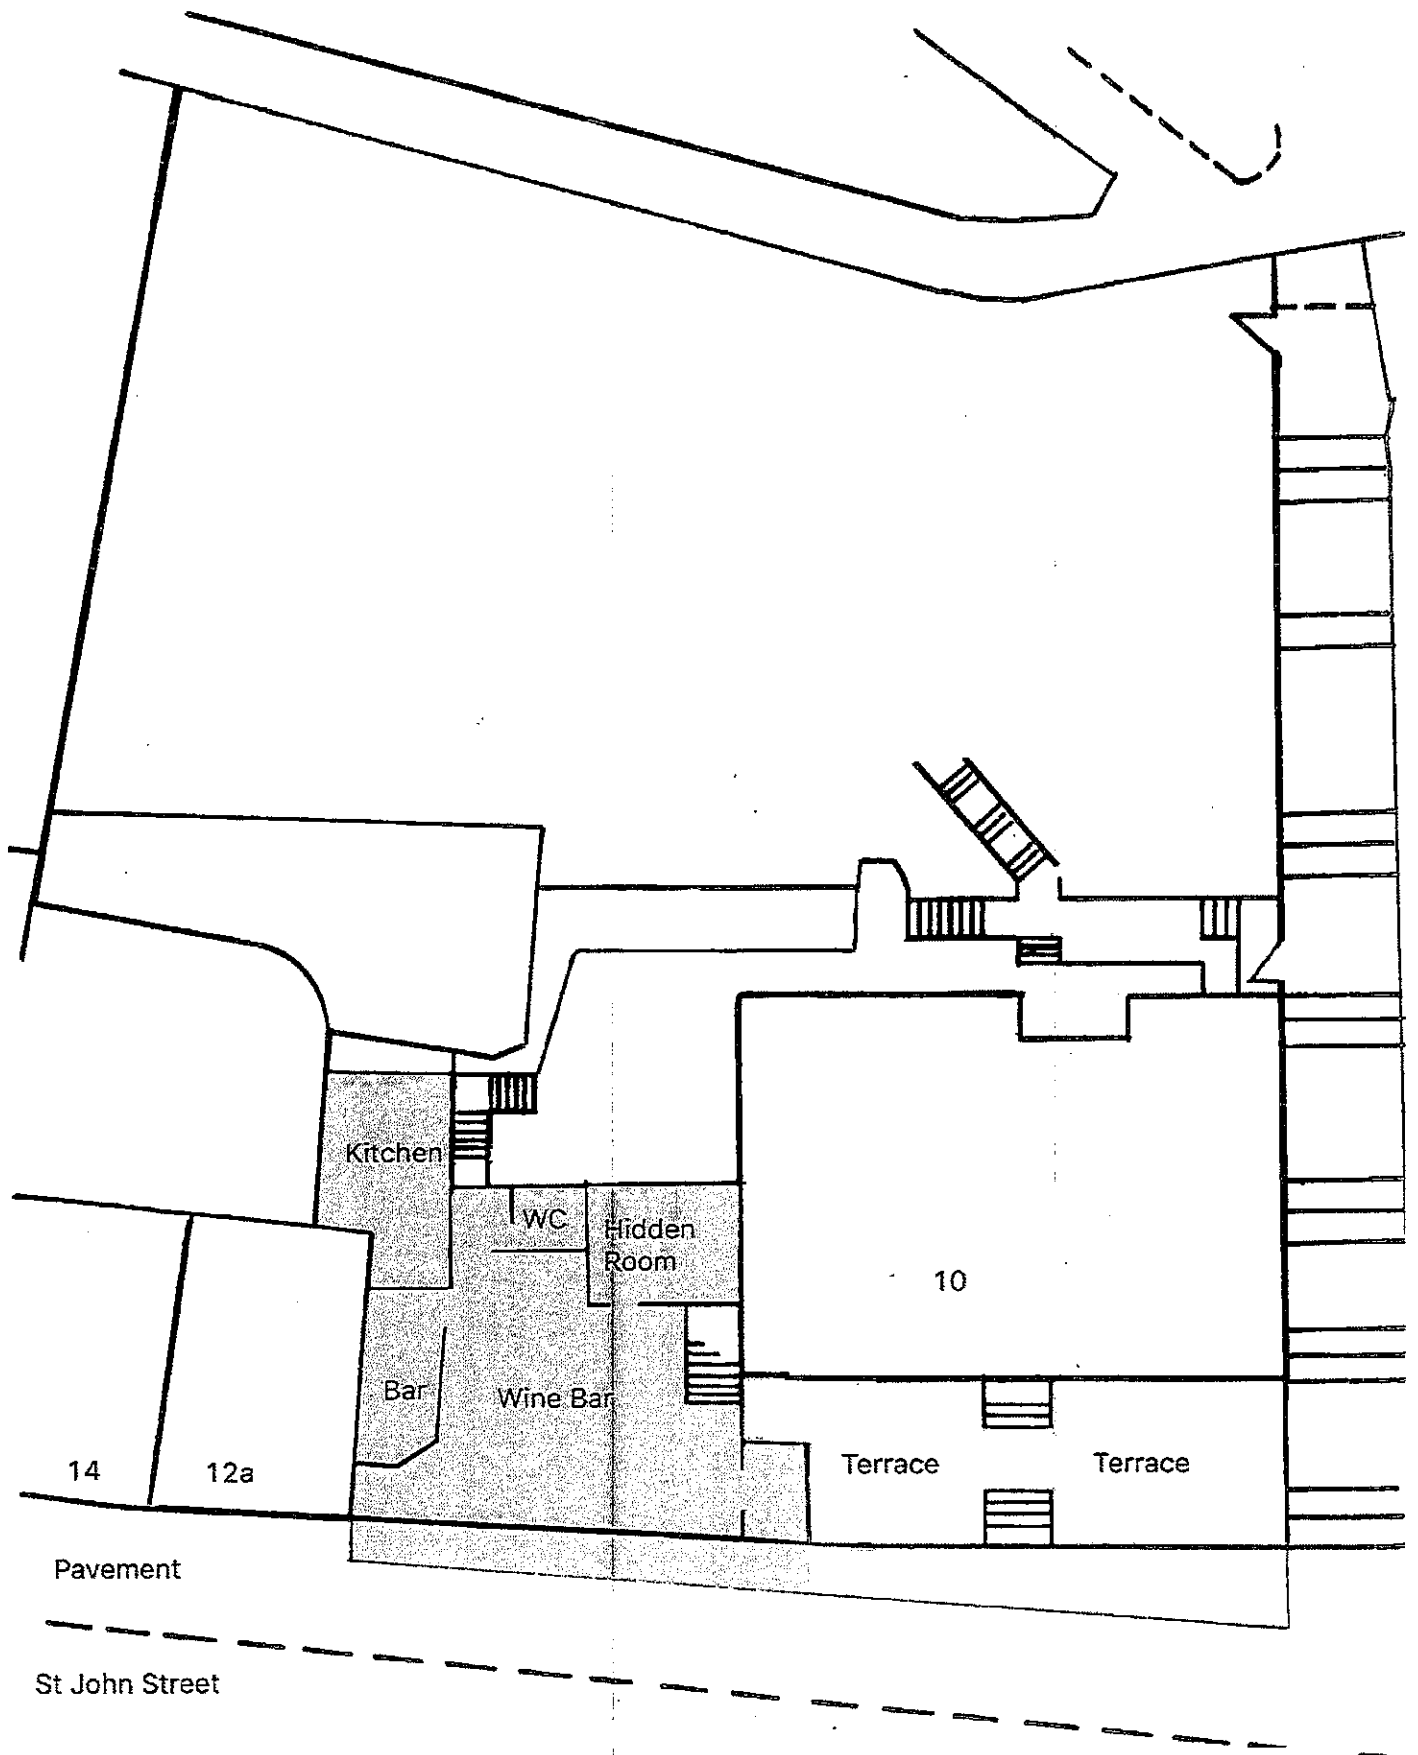 Kitchen
WC
Hidden
Room
10
Bar
Wine Bar
Terrace
Terrace
14
12a
Pavement
St John Street